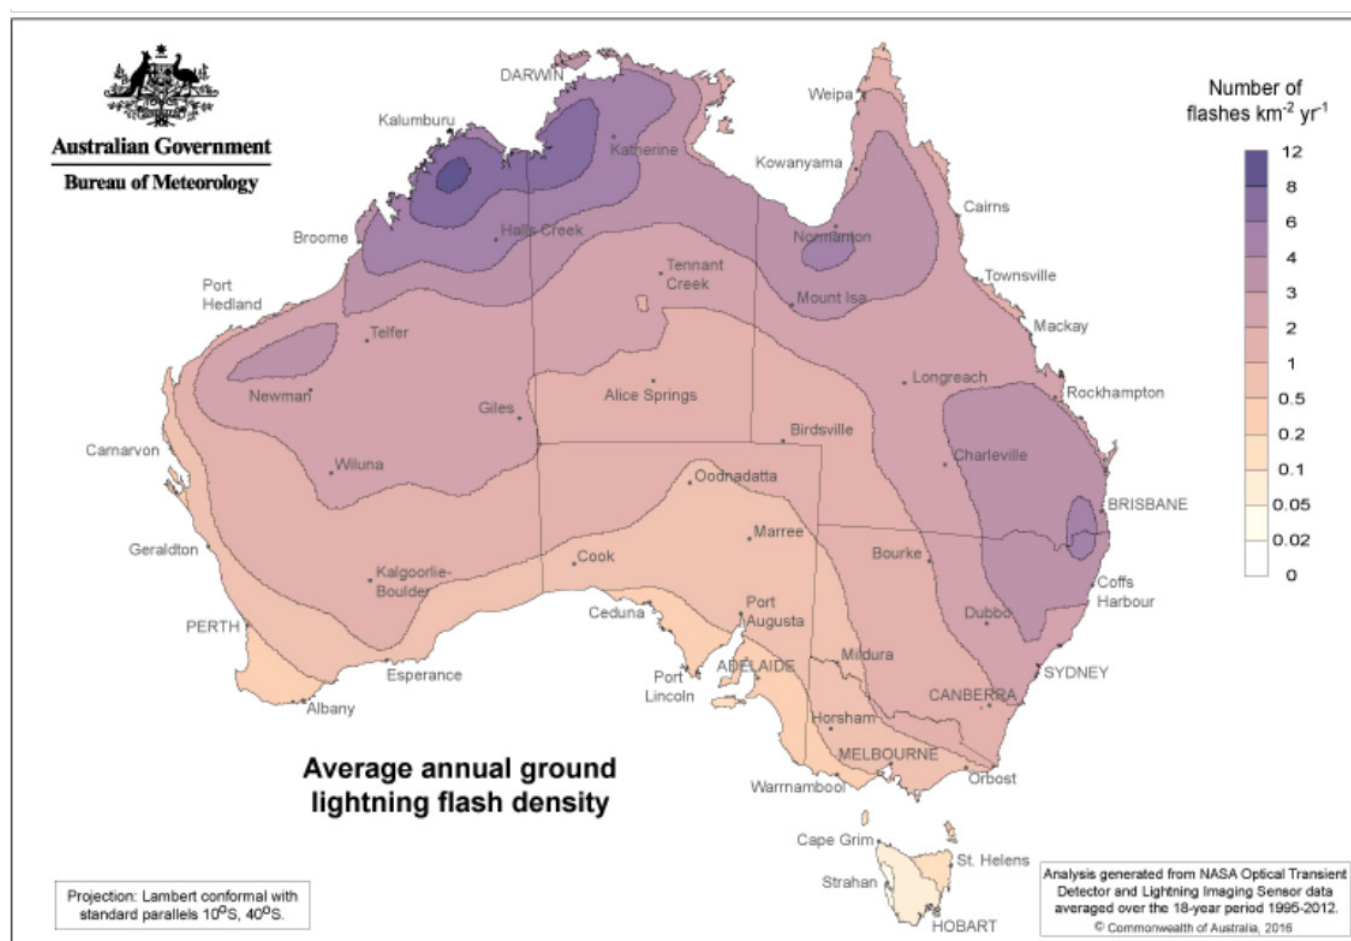 Australian Government
Bureau of Meteorology
DARWIN
Weipa
Kalumburu
Katherine
Kowanyama
Cairns
Broome
Halls Creek
Normanton
Port
Hedland
Tennant
Creek
Townsville
Mount Isa
Telfer
Mackay
Newman
Alice Springs
Longreach
Rockhampton
Giles
Carnarvon
Birdsville
Wiluna
Charleville
Oodnadatta
BRISBANE
Geraldton
Marree
Cook
Bourke
Kalgoorlie-
Boulder
Coffs
Harbour
PERTH
Ceduna
Port
Augusta
Dubbo
Esperance
Port
Lincoln
ADELAIDE
Mildura
SYDNEY
Albany
CANBERRA
Horsham
MELBOURNE
Warrnambool
Orbost
Cape Grim
Strahan
St. Helens
HOBART
Number of
flashes km-2 yr-1
12
8
6
4
3
2
1
0.5
0.2
0.1
0.05
0.02
0
Average annual ground
lightning flash density
Projection: Lambert conformal with
standard parallels 10ºS, 40ºS.
Analysis generated from NASA Optical Transient
Detector and Lightning Imaging Sensor data
averaged over the 18-year period 1995-2012.
© Commonwealth of Australia, 2016